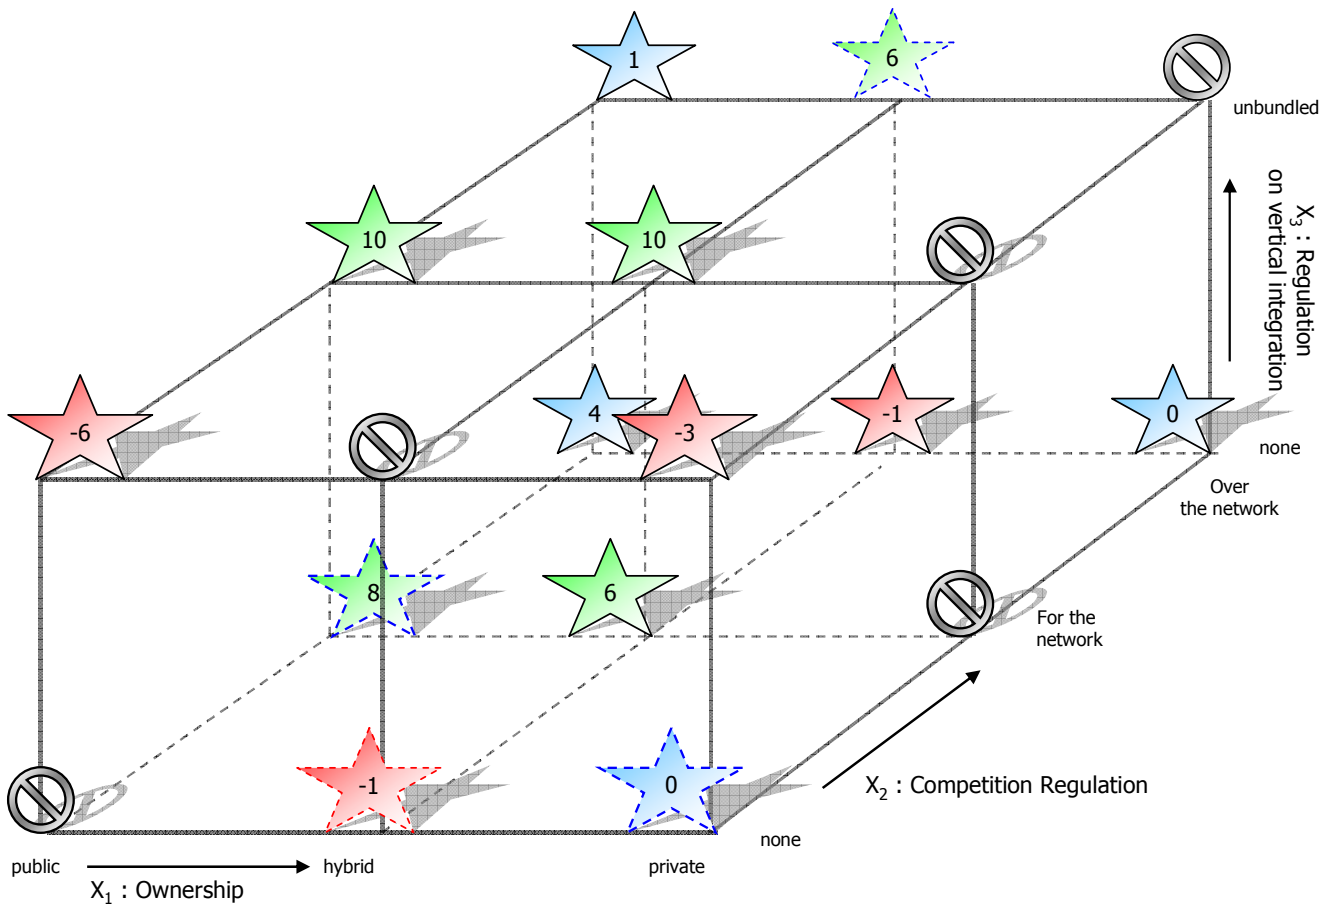 1
6
unbundled
X3 : Regulation
on vertical integration
10
10
-6
4
-3
-1
0
none
Over
the network
8
6
For the
network
-1
0
X2 : Competition Regulation
none
public
hybrid
private
X1 : Ownership